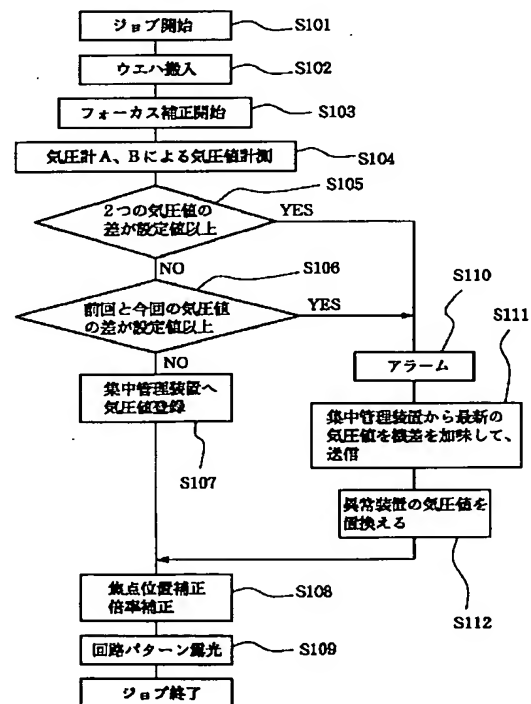 ジョブ開始
S101
ウエハ搬入
S102
フォーカス補正開始
S103
気圧計A、Bによる気圧値計測
S104
S105
2つの気圧値の
差が設定値以上
YES
NO
S106
前回と今回の気圧値
の差が設定値以上
YES
NO
S110
アラーム
S111
集中管理装置へ
気圧値登録
S107
集中管理装置から最新の
気圧値を機差を加味して、
送信
異常装置の気圧値を
置換える
S112
焦点位置補正
倍率補正
S108
回路パターン露光
S109
ジョブ終了